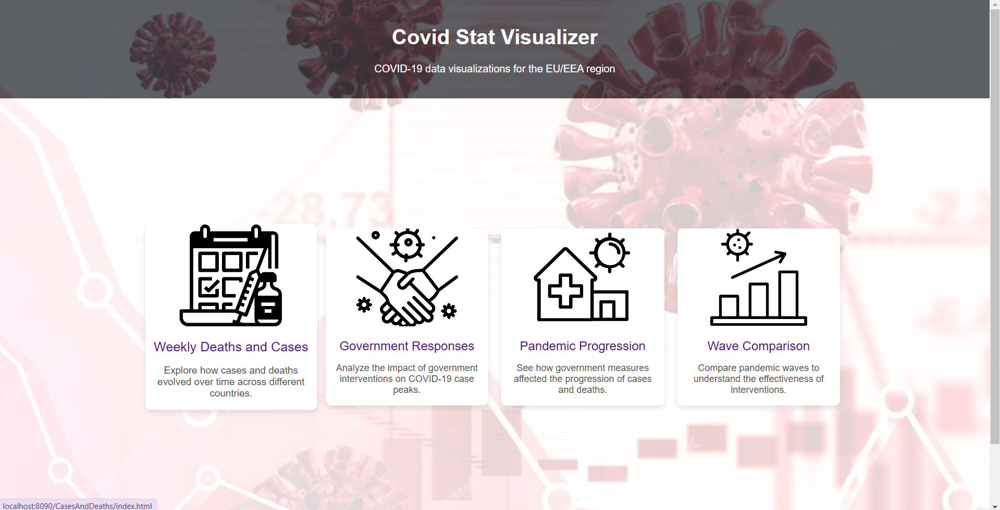 Covid Stat Visualizer
COVID-19 data visualizations for the EU/EEA region
-28.73
Weekly Deaths and Cases
Explore how cases and deaths
evolved over time across different
countries.
Government Responses
Analyze the impact of government
interventions on COVID-19 case
peaks.
Pandemic Progression
See how government measures
affected the progression of cases
and deaths.
Wave Comparison
Compare pandemic waves to
understand the effectiveness of
interventions.
localhost:8090/CasesAndDeaths/index.html